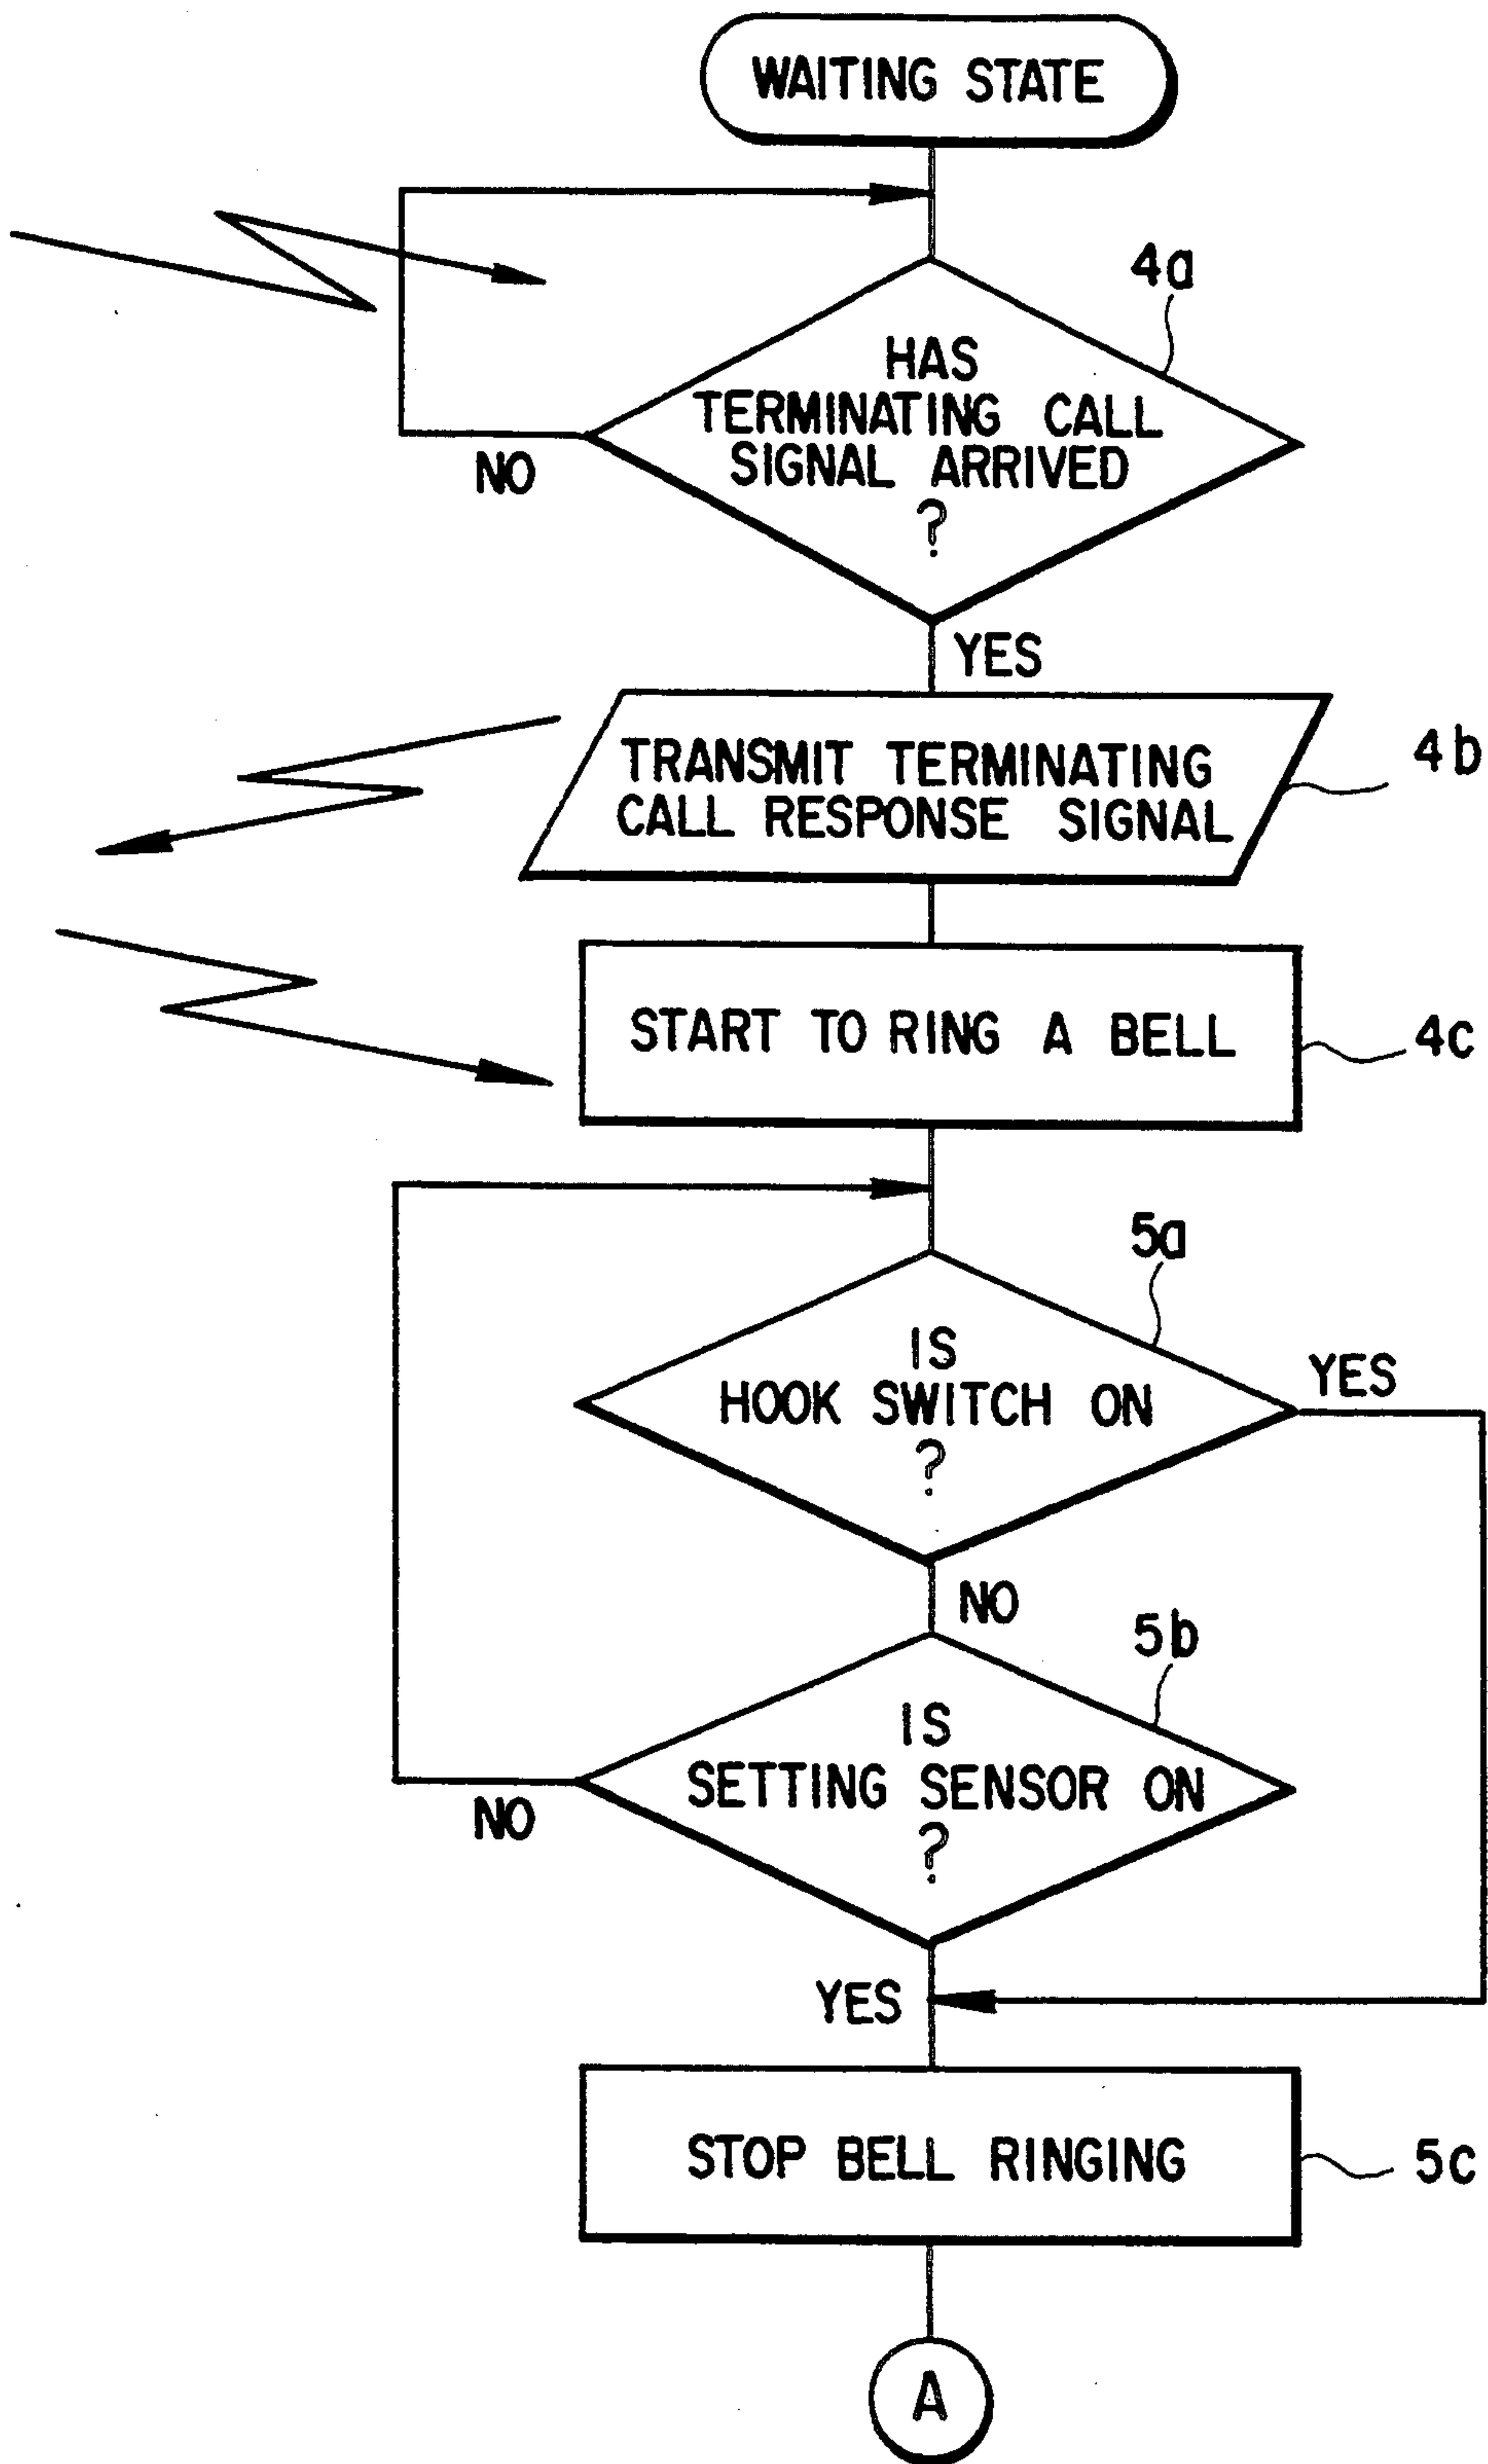 WAITING STATE
4a
HAS
TERMINATING CALL
SIGNAL ARRIVED
?
NO
YES
TRANSMIT TERMINATING
CALL RESPONSE SIGNAL
4b
START TO RING A BELL
4c
5a
IS
HOOK SWITCH ON
?
YES
NO
5b
IS
SETTING SENSOR ON
?
NO
YES
STOP BELL RINGING
5c
A